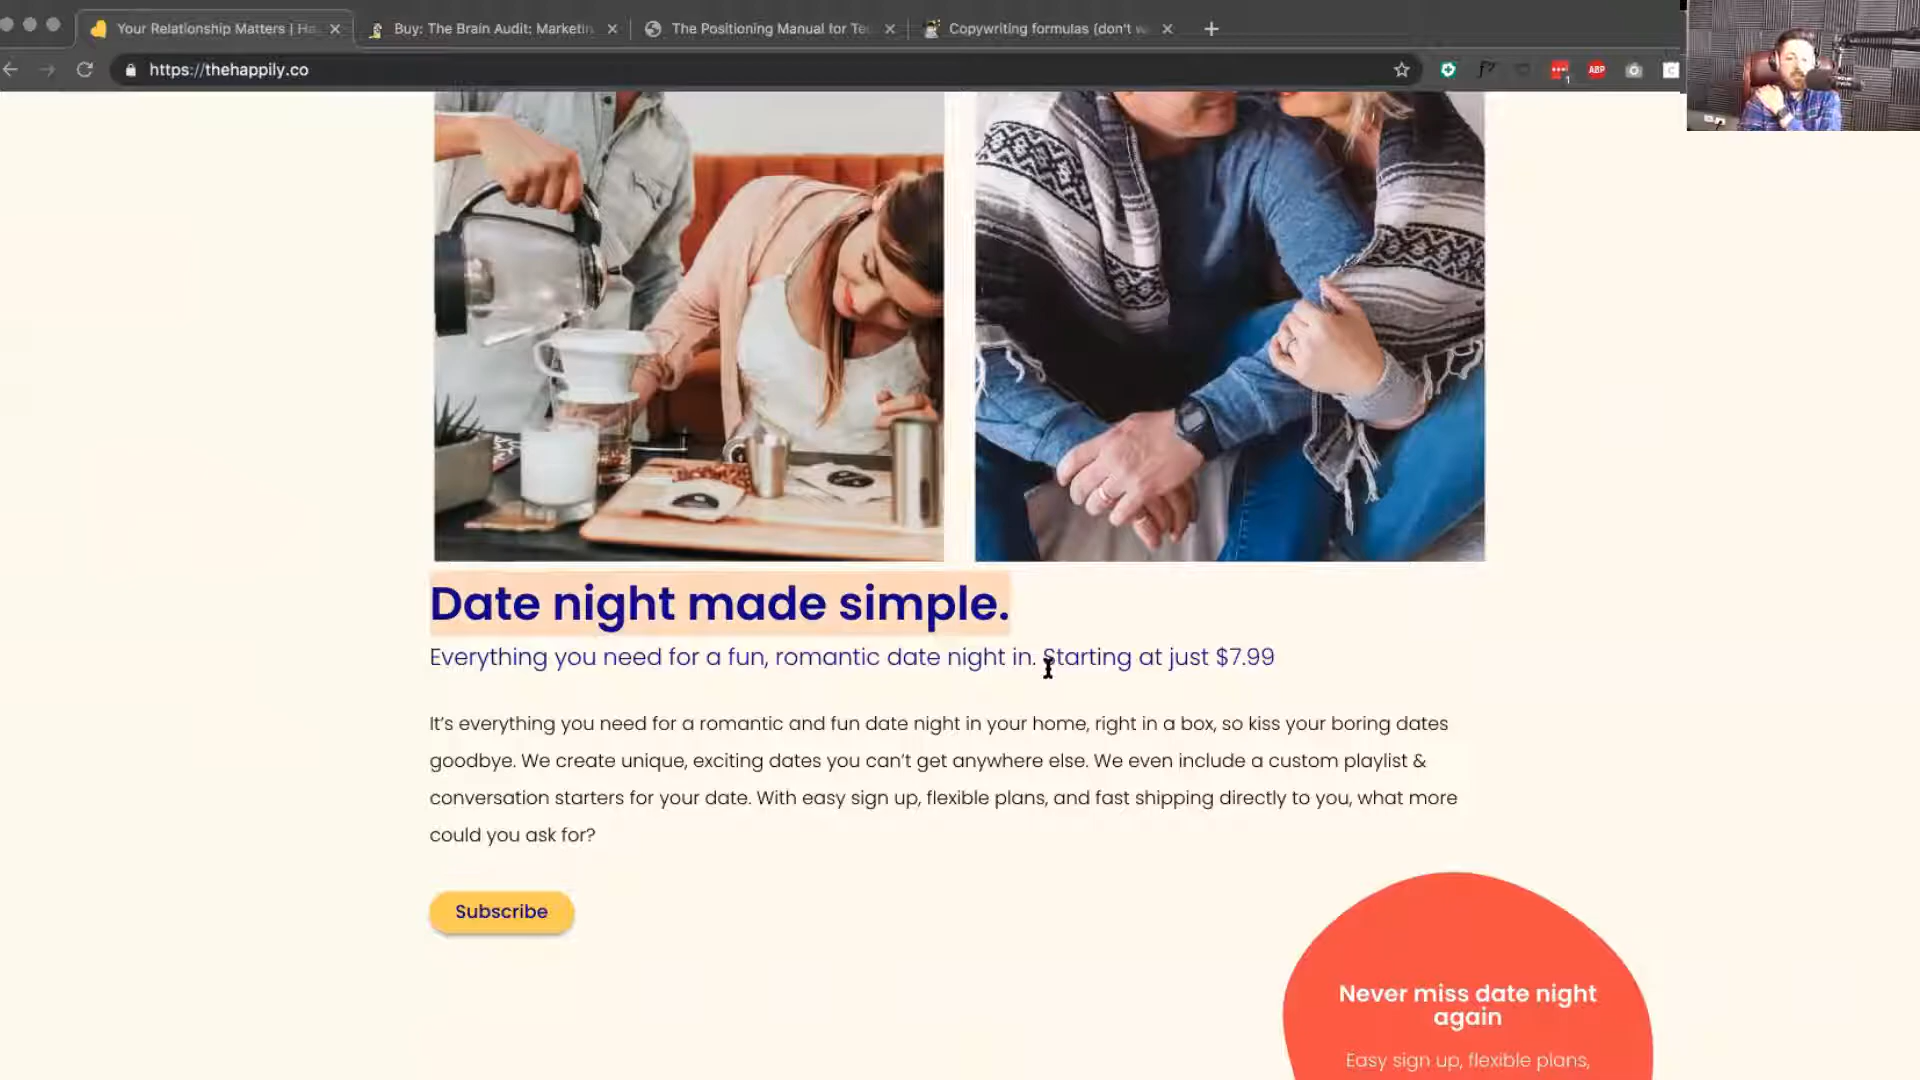 Your Relationship Matters | Ha
Buy: The Brain Audit: Marketin
The Positioning Manual for Te
Copywriting formulas (don't w
https://thehappily.co
ABP
1
Date night made simple.
Everything you need for a fun, romantic date night in. Starting at just $7.99
It's everything you need for a romantic and fun date night in your home, right in a box, so kiss your boring dates
goodbye. We create unique, exciting dates you can't get anywhere else. We even include a custom playlist &
conversation starters for your date. With easy sign up, flexible plans, and fast shipping directly to you, what more
could you ask for?
Subscribe
Never miss date night
again
Easy sign up, flexible plans,